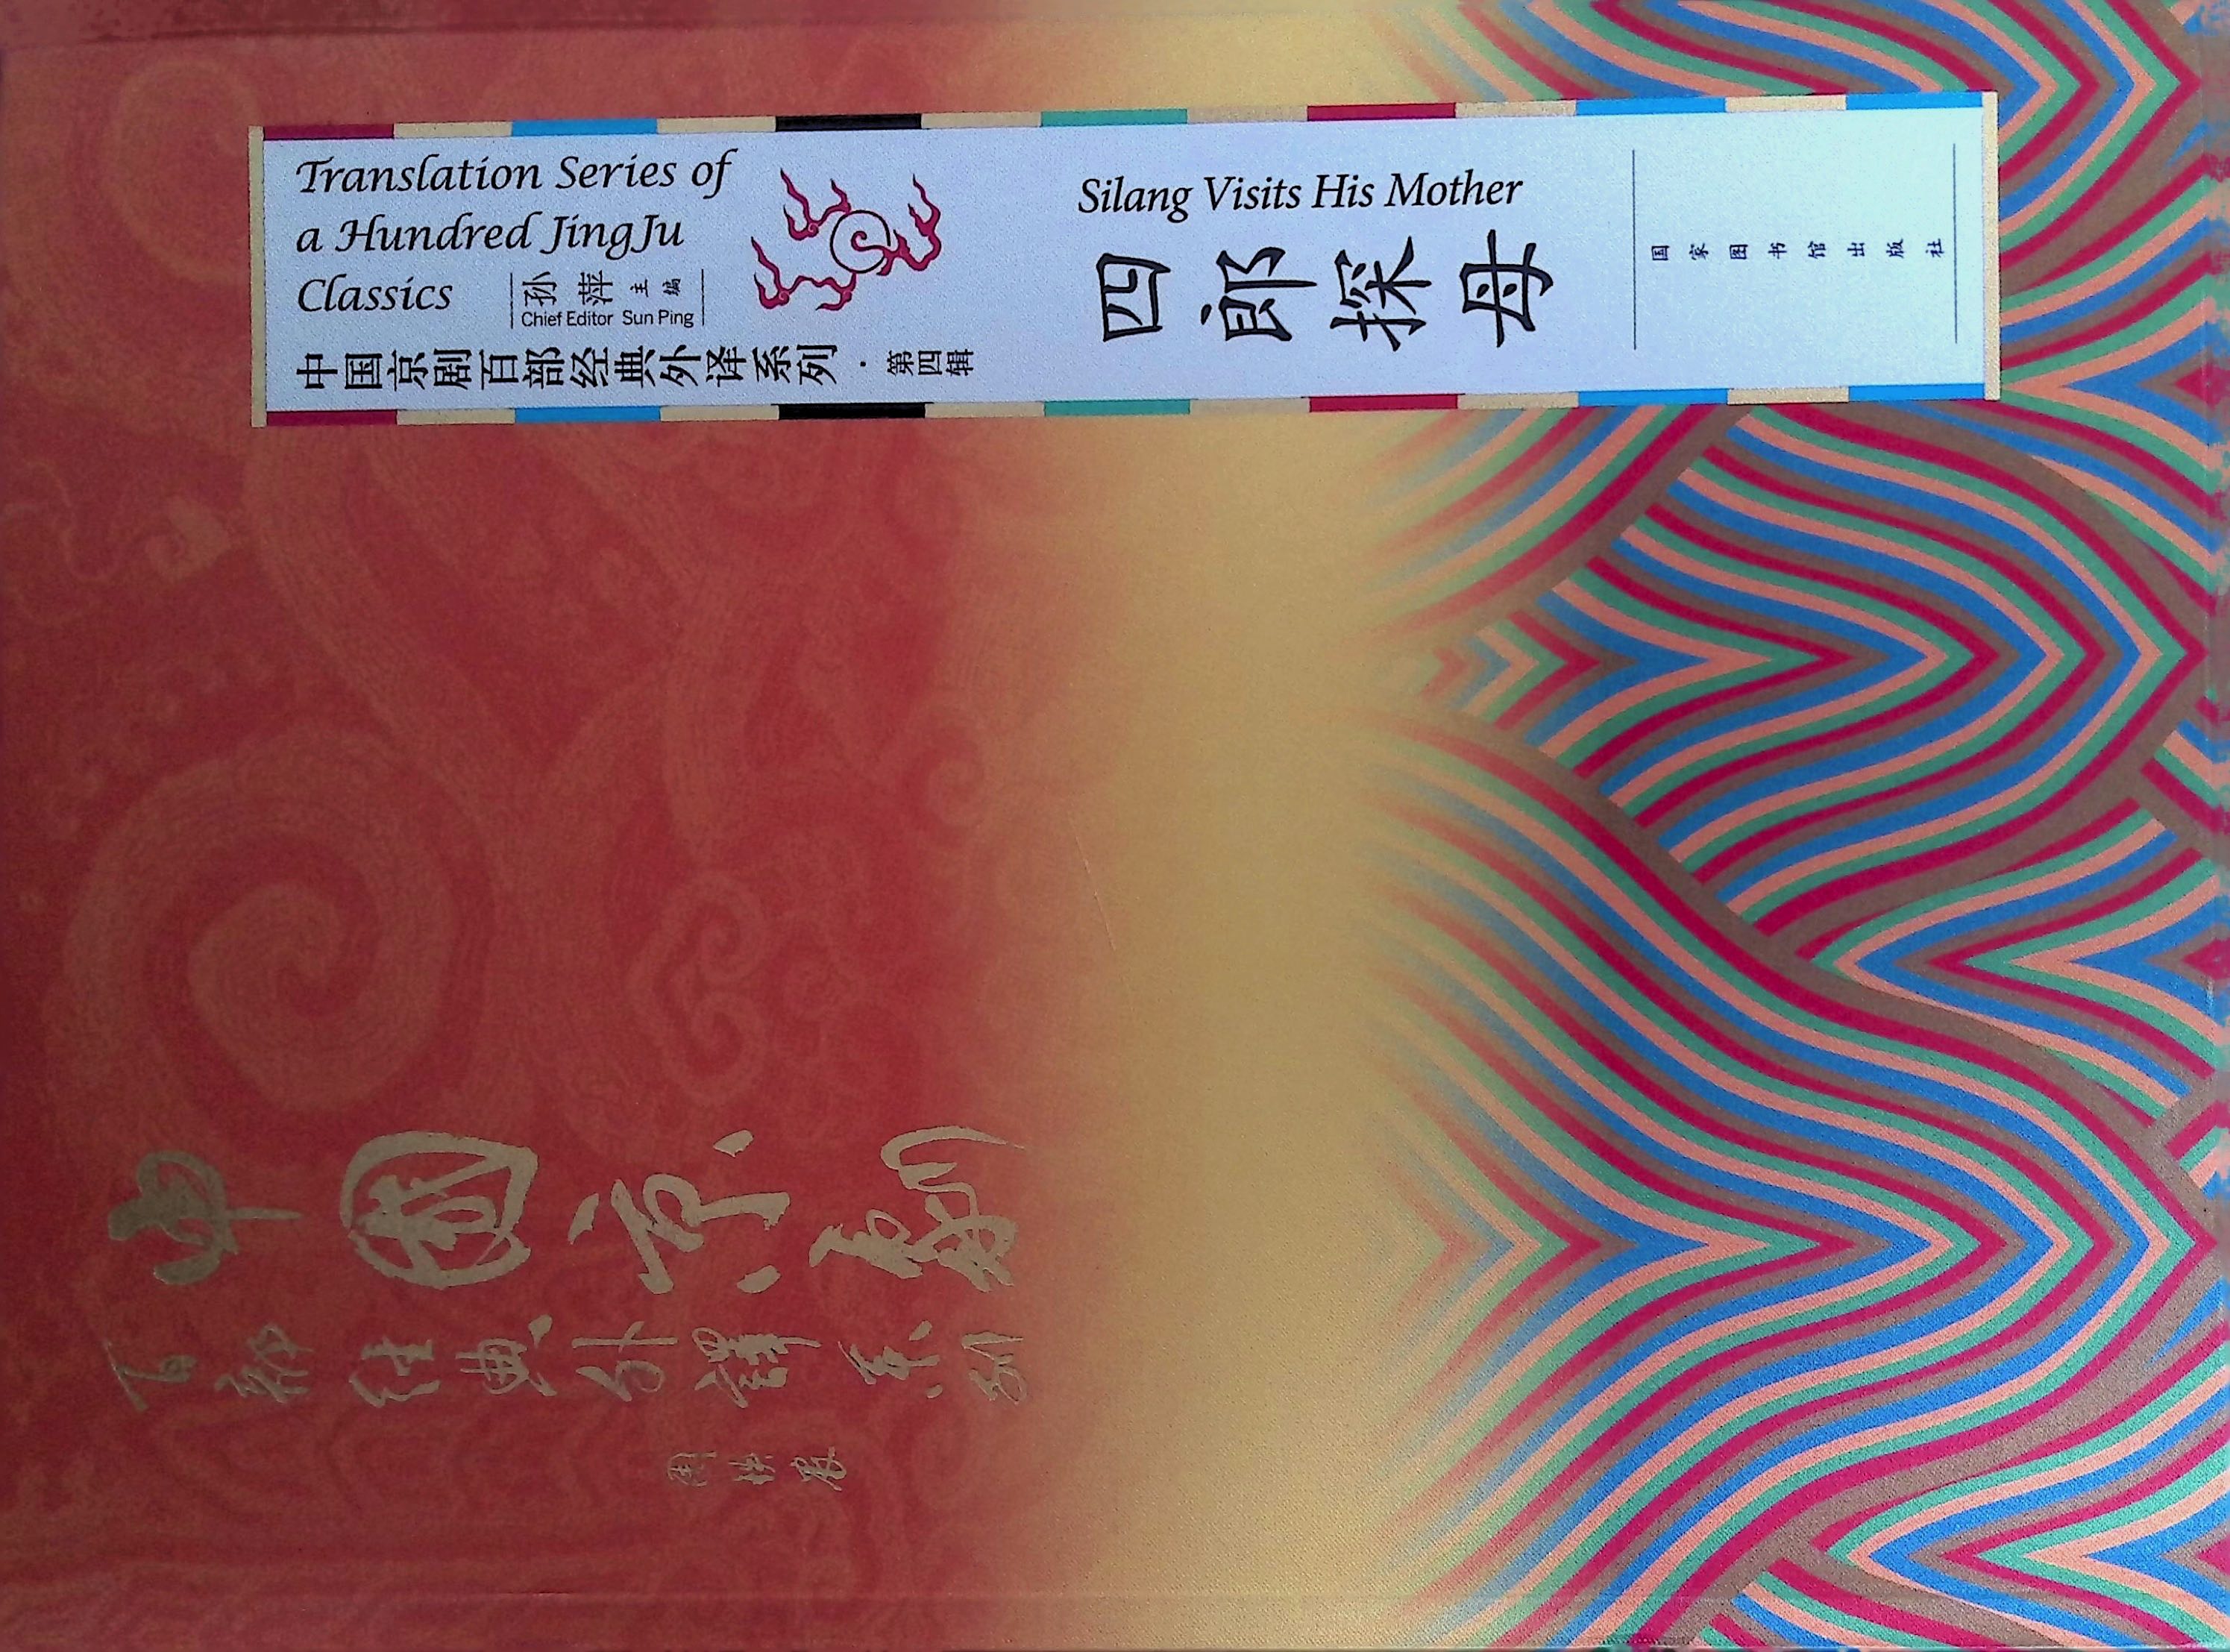 Translation Series of
a Hundred JingJu
Classics
孙 萍 主编
Chief Editor Sun Ping
中国京剧百部经典外译系列·第四辑
Silang Visits His Mother
四郎探母
国家图书馆出版社
中國京劇
百部经典外譯系列